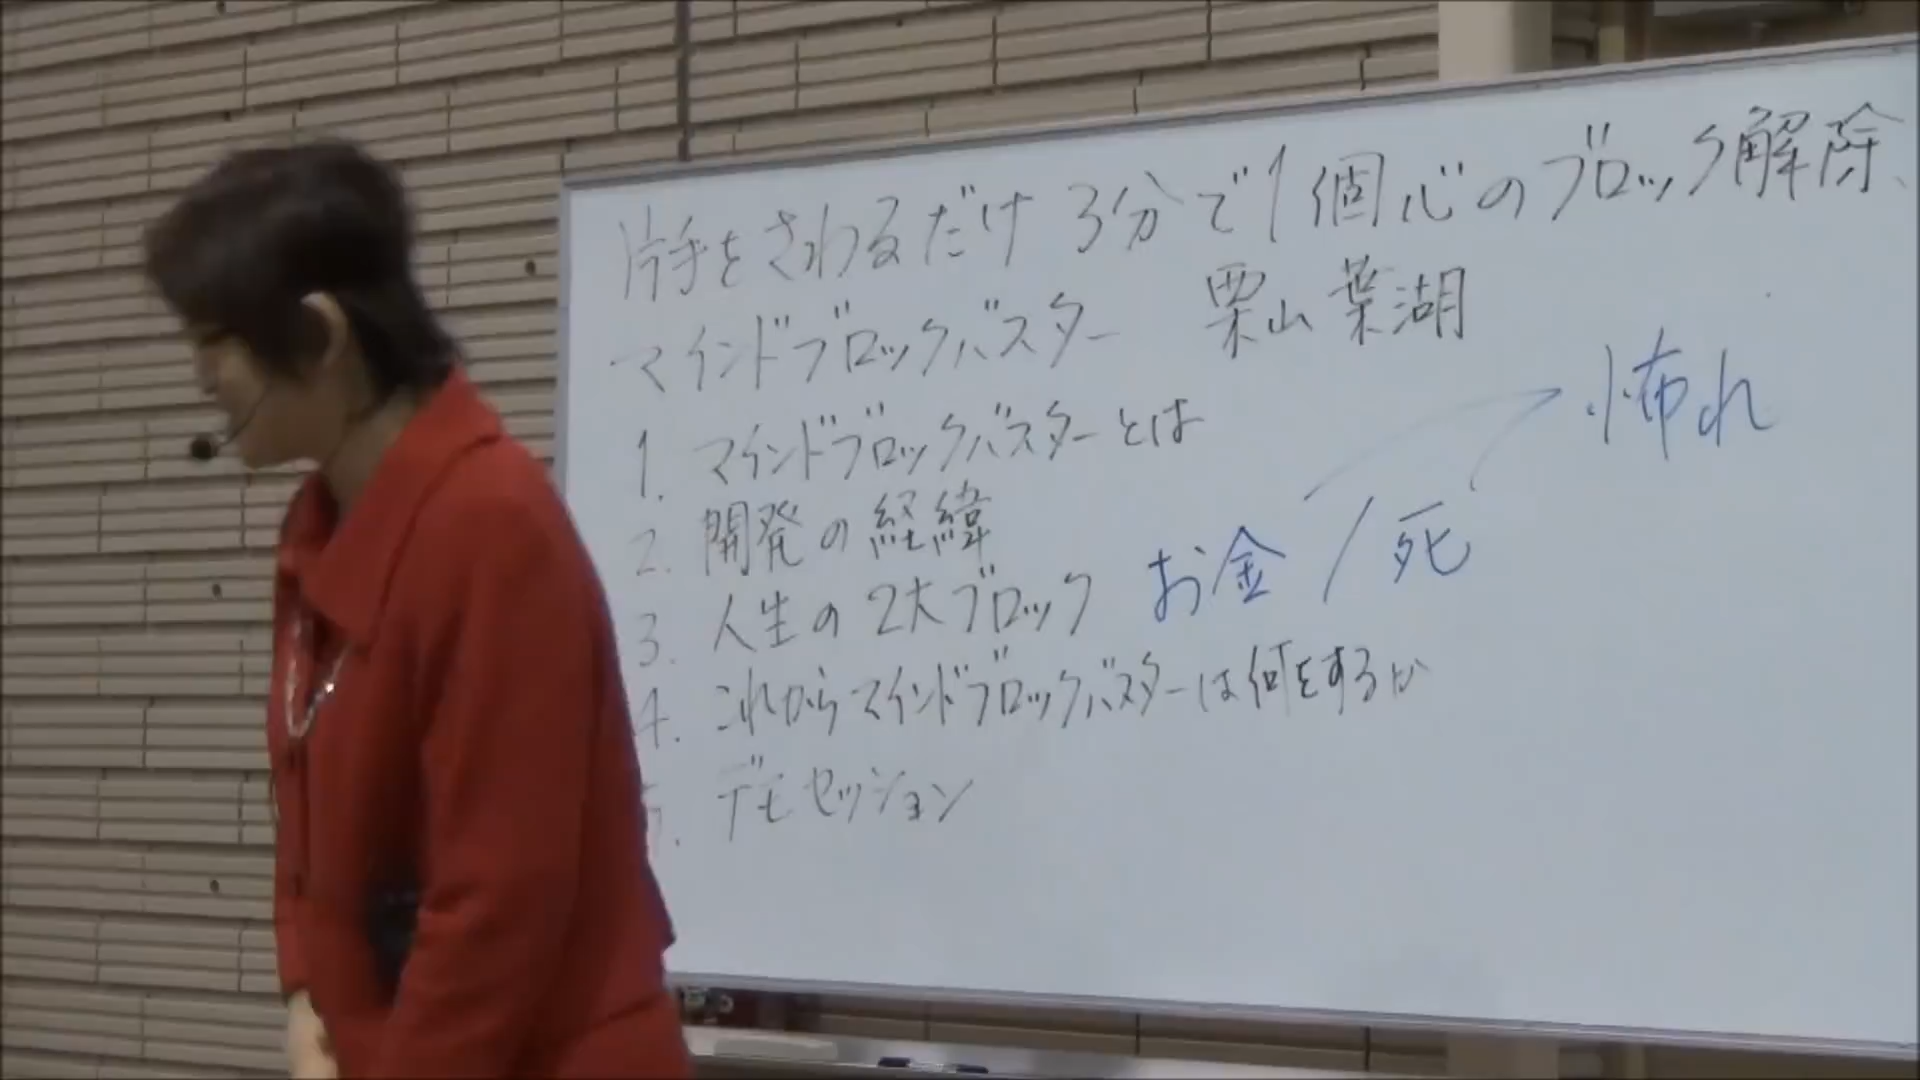 片手をさわるだけ 3分で1個心のブロック解除、
マインドブロックバスター 栗山葉湖
怖れ
1. マインドブロックバスターとは
2. 開発の経緯
3. 人生の2大ブロック お金/死
4. これからマインドブロックバスターは何をするか
5. デモセッション